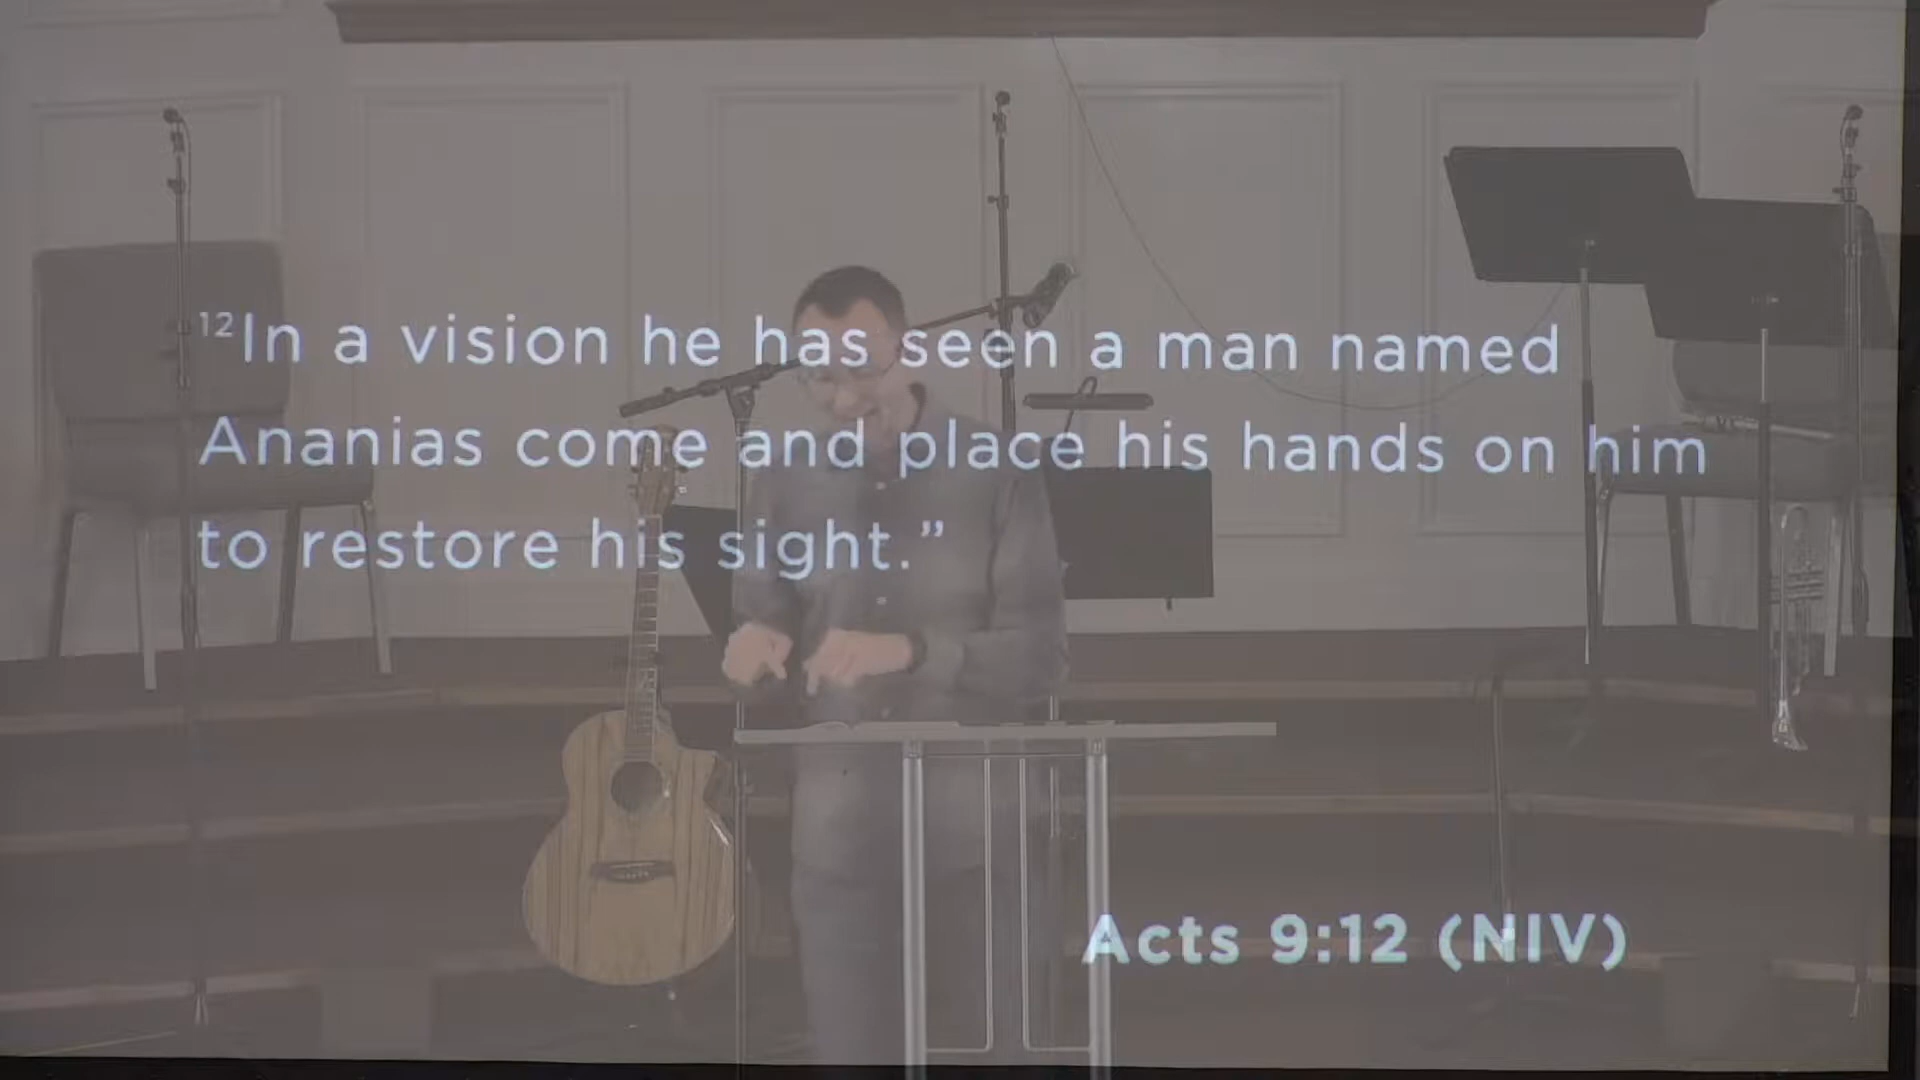 ¹²In a vision he has seen a man named
Ananias come and place his hands on him
to restore his sight.”
Acts 9:12 (NIV)